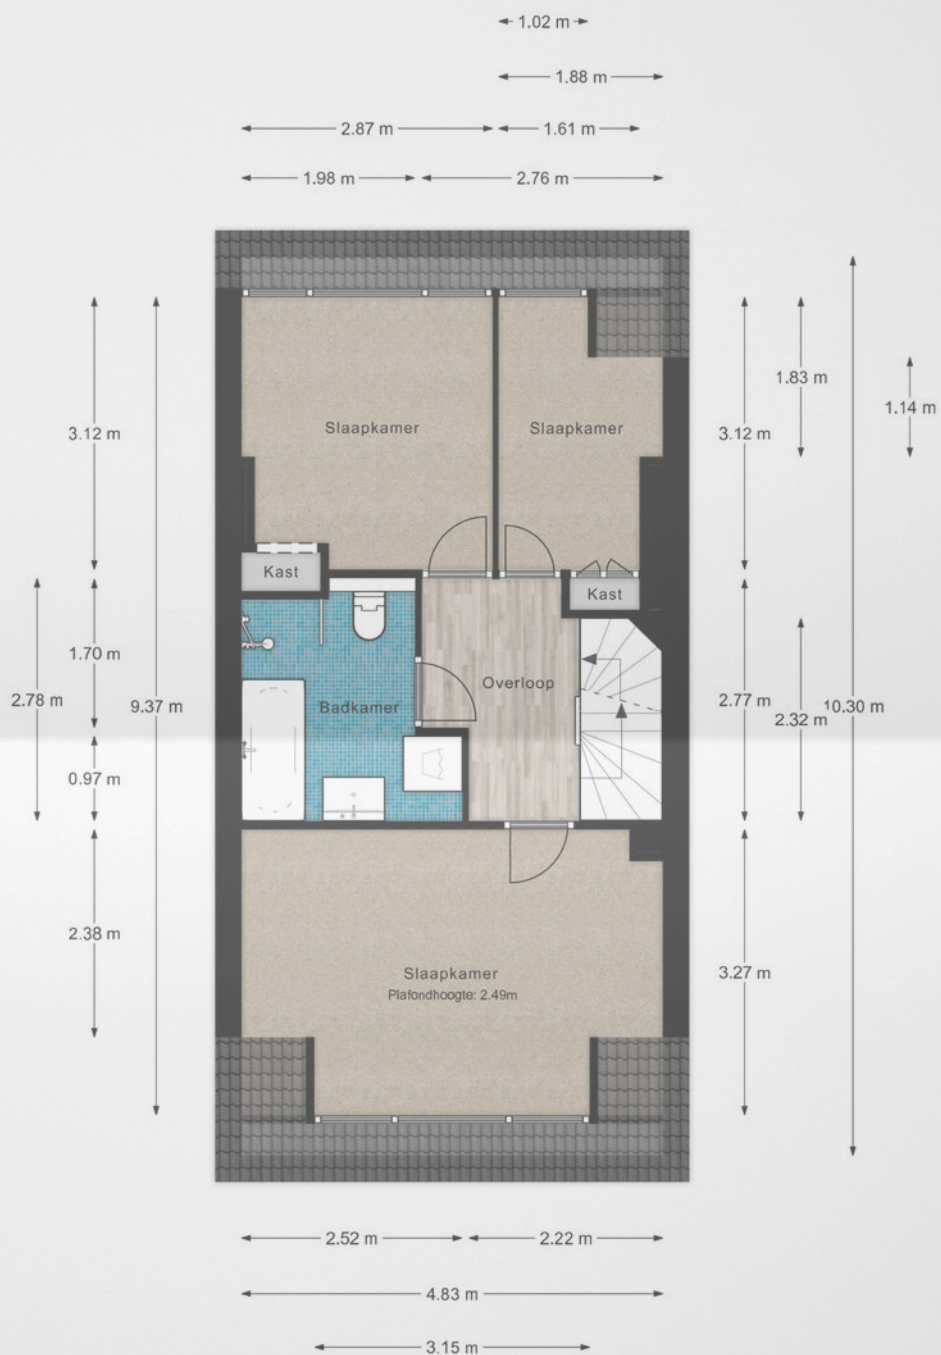 1.02 m
1.88 m
2.87 m
1.61 m
1.98 m
2.76 m
1.83 m
1.14 m
3.12 m
Slaapkamer
Slaapkamer
3.12 m
Kast
Kast
1.70 m
2.78 m
9.37 m
Badkamer
Overloop
2.77 m
2.32 m
10.30 m
0.97 m
2.38 m
Slaapkamer
Plafondhoogte: 2.49m
3.27 m
2.52 m
2.22 m
4.83 m
3.15 m